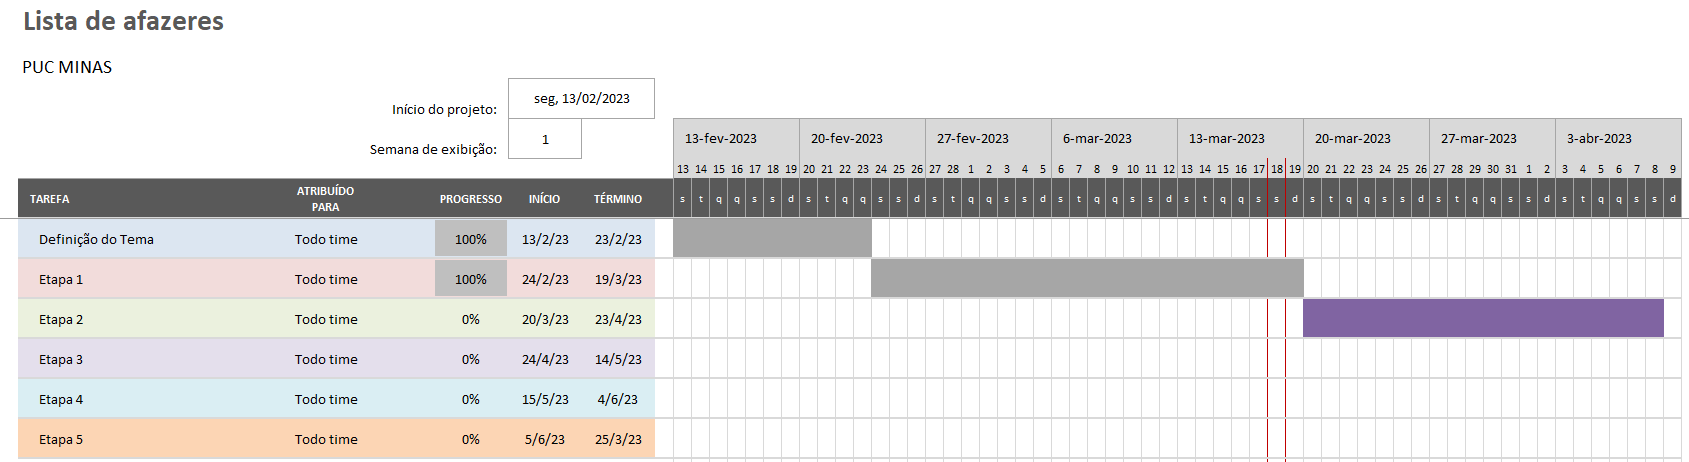 Lista de afazeres
PUC MINAS
Início do projeto: seg, 13/02/2023
Semana de exibição: 1
13-fev-2023 20-fev-2023 27-fev-2023 6-mar-2023 13-mar-2023 20-mar-2023 27-mar-2023 3-abr-2023
13 14 15 16 17 18 19 20 21 22 23 24 25 26 27 28 1 2 3 4 5 6 7 8 9 10 11 12 13 14 15 16 17 18 19 20 21 22 23 24 25 26 27 28 29 30 31 1 2 3 4 5 6 7 8 9
TAREFA ATRIBUÍDO PARA PROGRESSO INÍCIO TÉRMINO s t q q s s d s t q q s s d s t q q s s d s t q q s s d s t q q s s d s t q q s s d s t q q s s d s t q q s s d
Definição do Tema Todo time 100% 13/2/23 23/2/23
Etapa 1 Todo time 100% 24/2/23 19/3/23
Etapa 2 Todo time 0% 20/3/23 23/4/23
Etapa 3 Todo time 0% 24/4/23 14/5/23
Etapa 4 Todo time 0% 15/5/23 4/6/23
Etapa 5 Todo time 0% 5/6/23 25/3/23